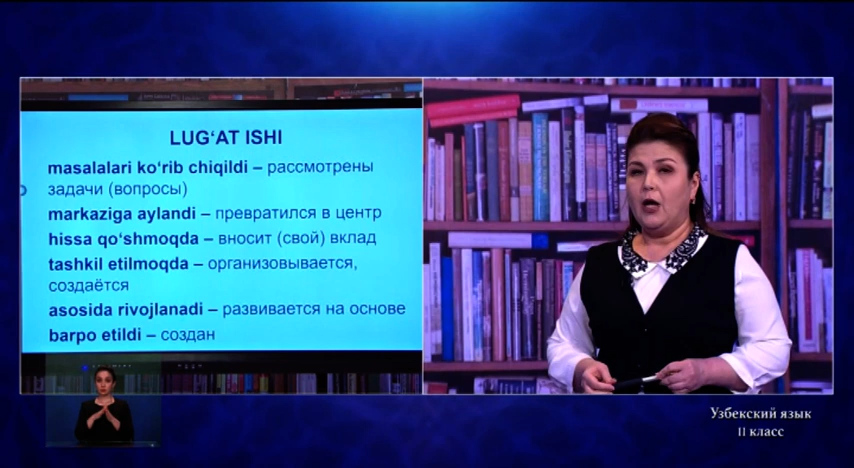 LUG‘AT ISHI
masalalari ko‘rib chiqildi – рассмотрены
задачи (вопросы)
markaziga aylandi – превратился в центр
hissa qo‘shmoqda – вносит (свой) вклад
tashkil etilmoqda – организовывается,
создаётся
asosida rivojlanadi – развивается на основе
barpo etildi – создан
Узбекский язык
II класс